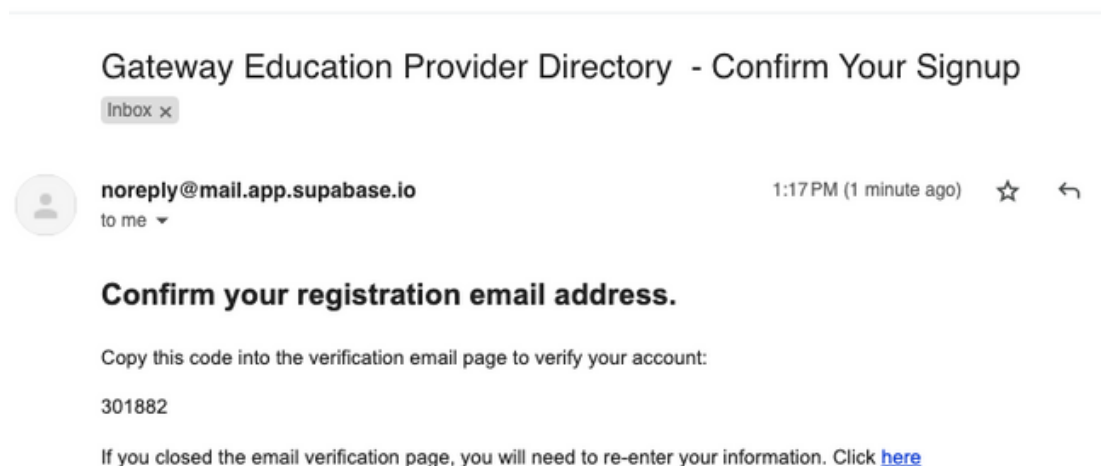 Gateway Education Provider Directory - Confirm Your Signup
Inbox x
noreply@mail.app.supabase.io 1:17 PM (1 minute ago)
to me
Confirm your registration email address.
Copy this code into the verification email page to verify your account:
301882
If you closed the email verification page, you will need to re-enter your information. Click here